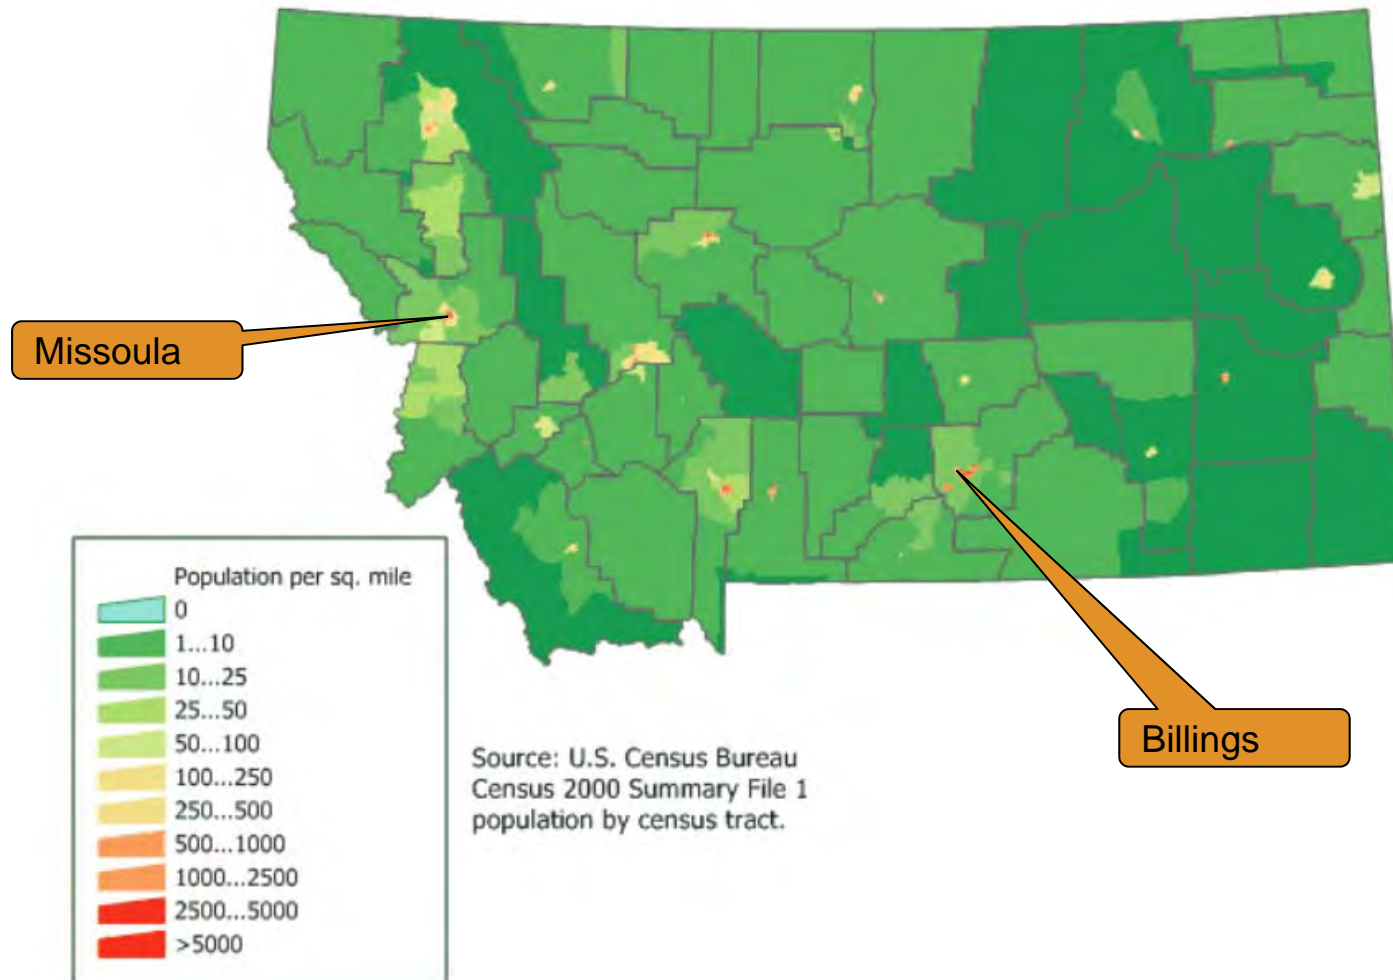 Missoula
Billings
Population per sq. mile
0
1...10
10...25
25...50
50...100
100...250
250...500
500...1000
1000...2500
2500...5000
>5000
Source: U.S. Census Bureau
Census 2000 Summary File 1
population by census tract.